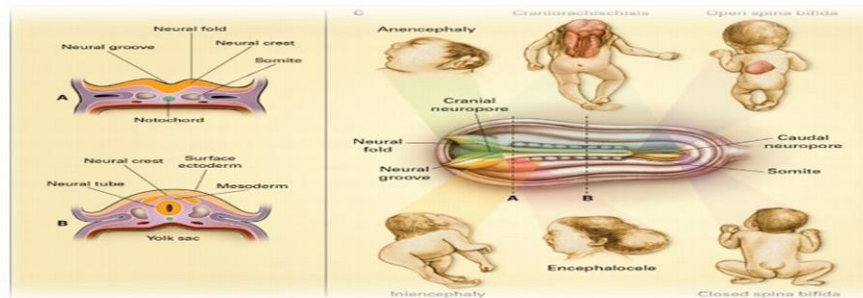 Neural fold
Neural groove
Neural crest
Somite
A
Notochord
Neural crest
Surface
ectoderm
Neural tube
Mesoderm
B
Yolk sac
C
Craniorachischisis
Open spina bifida
Anencephaly
Cranial
neuropore
Neural
fold
Neural
groove
Caudal
neuropore
Somite
A
B
Encephalocele
Iniencephaly
Closed spina bifida